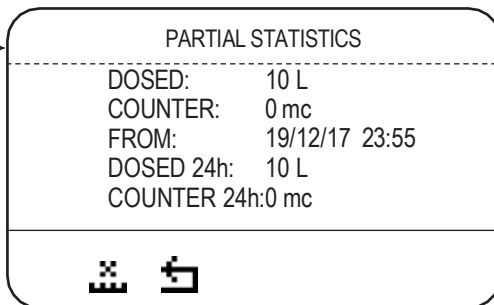 PARTIAL STATISTICS
DOSED: 10 L
COUNTER: 0 mc
FROM: 19/12/17 23:55
DOSED 24h: 10 L
COUNTER 24h:0 mc